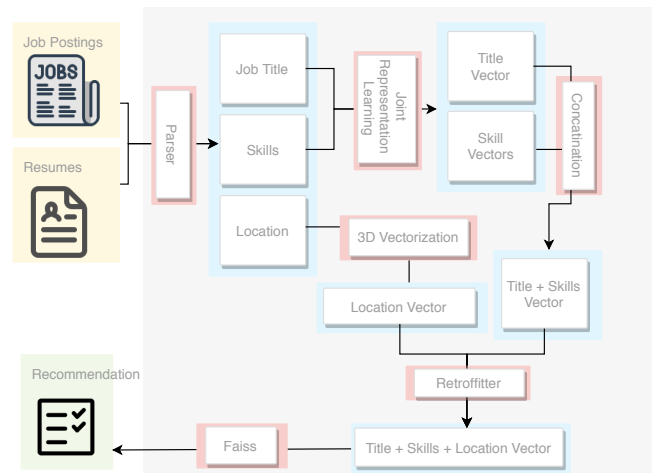 Job Postings
JOBS
Resumes
Parser
Job Title
Skills
Location
Joint
Representation
Learning
Title
Vector
Skill
Vectors
Concatination
3D Vectorization
Location Vector
Title + Skills
Vector
Retroffitter
Title + Skills + Location Vector
Faiss
Recommendation